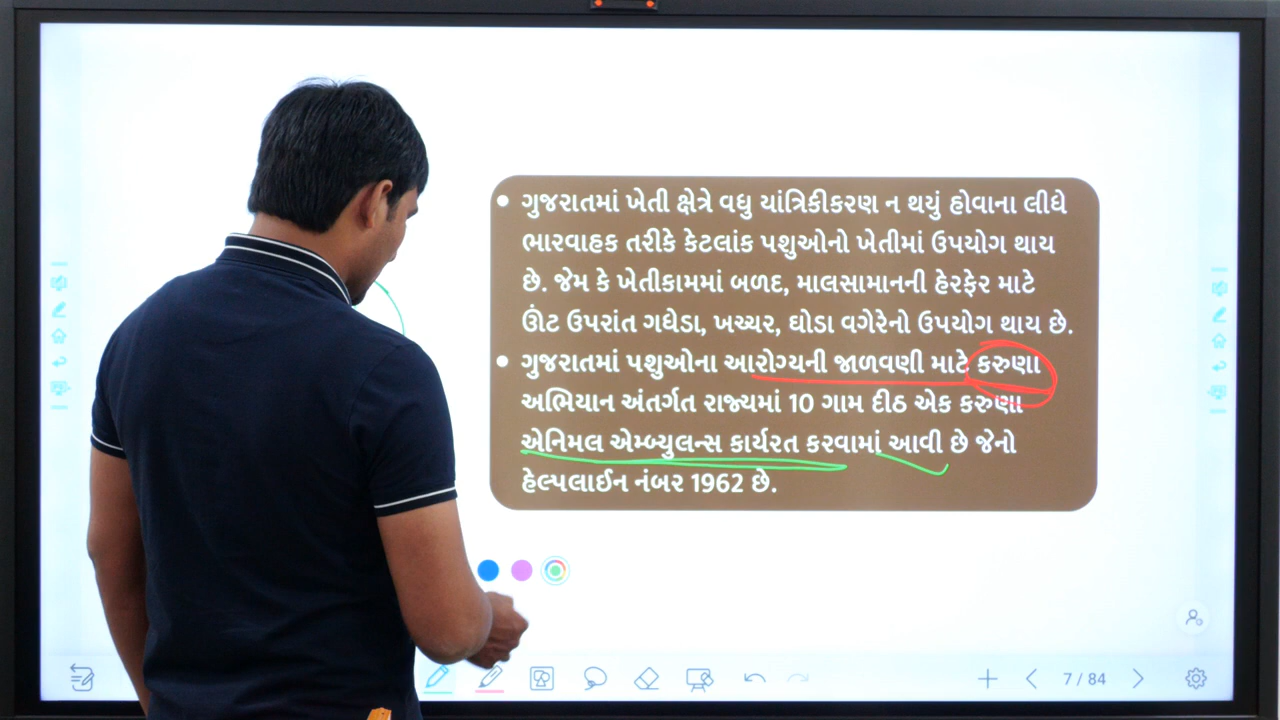 • ગુજરાતમાં ખેતી ક્ષેત્રે વધુ યાંત્રિકીકરણ ન થયું હોવાના લીધે
ભારવાહક તરીકે કેટલાંક પશુઓનો ખેતીમાં ઉપયોગ થાય
છે. જેમ કે ખેતીકામમાં બળદ, માલસામાનની હેરફેર માટે
ઊંટ ઉપરાંત ગધેડા, ખચ્ચર, ઘોડા વગેરેનો ઉપયોગ થાય છે.
• ગુજરાતમાં પશુઓના આરોગ્યની જાળવણી માટે કરુણા
અભિયાન અંતર્ગત રાજ્યમાં 10 ગામ દીઠ એક કરુણા
એનિમલ એમ્બ્યુલન્સ કાર્યરત કરવામાં આવી છે જેનો
હેલ્પલાઈન નંબર 1962 છે.
7 / 84